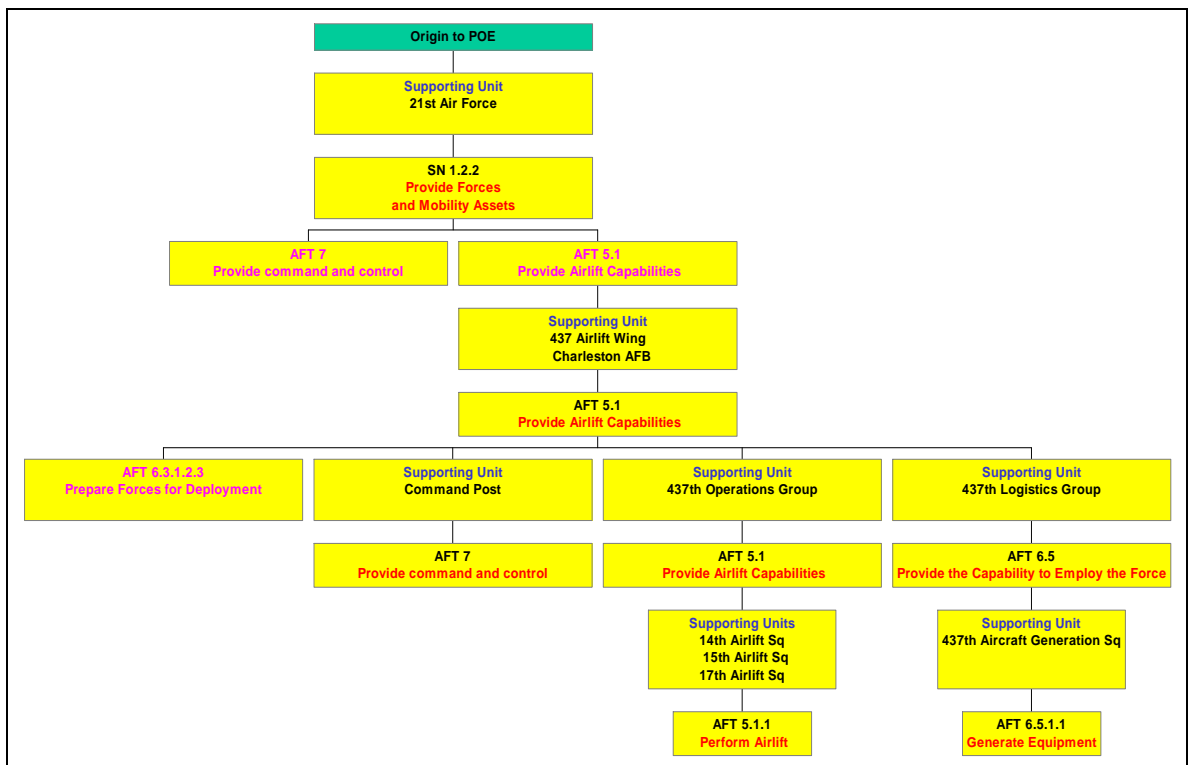 Origin to POE
Supporting Unit
21st Air Force
SN 1.2.2
Provide Forces
and Mobility Assets
AFT 7
Provide command and control
AFT 5.1
Provide Airlift Capabilities
Supporting Unit
437 Airlift Wing
Charleston AFB
AFT 5.1
Provide Airlift Capabilities
AFT 6.3.1.2.3
Prepare Forces for Deployment
Supporting Unit
Command Post
Supporting Unit
437th Operations Group
Supporting Unit
437th Logistics Group
AFT 7
Provide command and control
AFT 5.1
Provide Airlift Capabilities
AFT 6.5
Provide the Capability to Employ the Force
Supporting Units
14th Airlift Sq
15th Airlift Sq
17th Airlift Sq
Supporting Unit
437th Aircraft Generation Sq
AFT 5.1.1
Perform Airlift
AFT 6.5.1.1
Generate Equipment